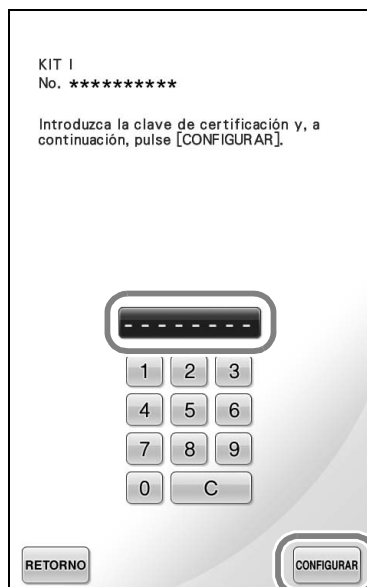 KIT I
No. **********
Introduzca la clave de certificación y, a
continuación, pulse [CONFIGURAR].
- - - - - - - -
1 2 3
4 5 6
7 8 9
0 C
RETORNO CONFIGURAR